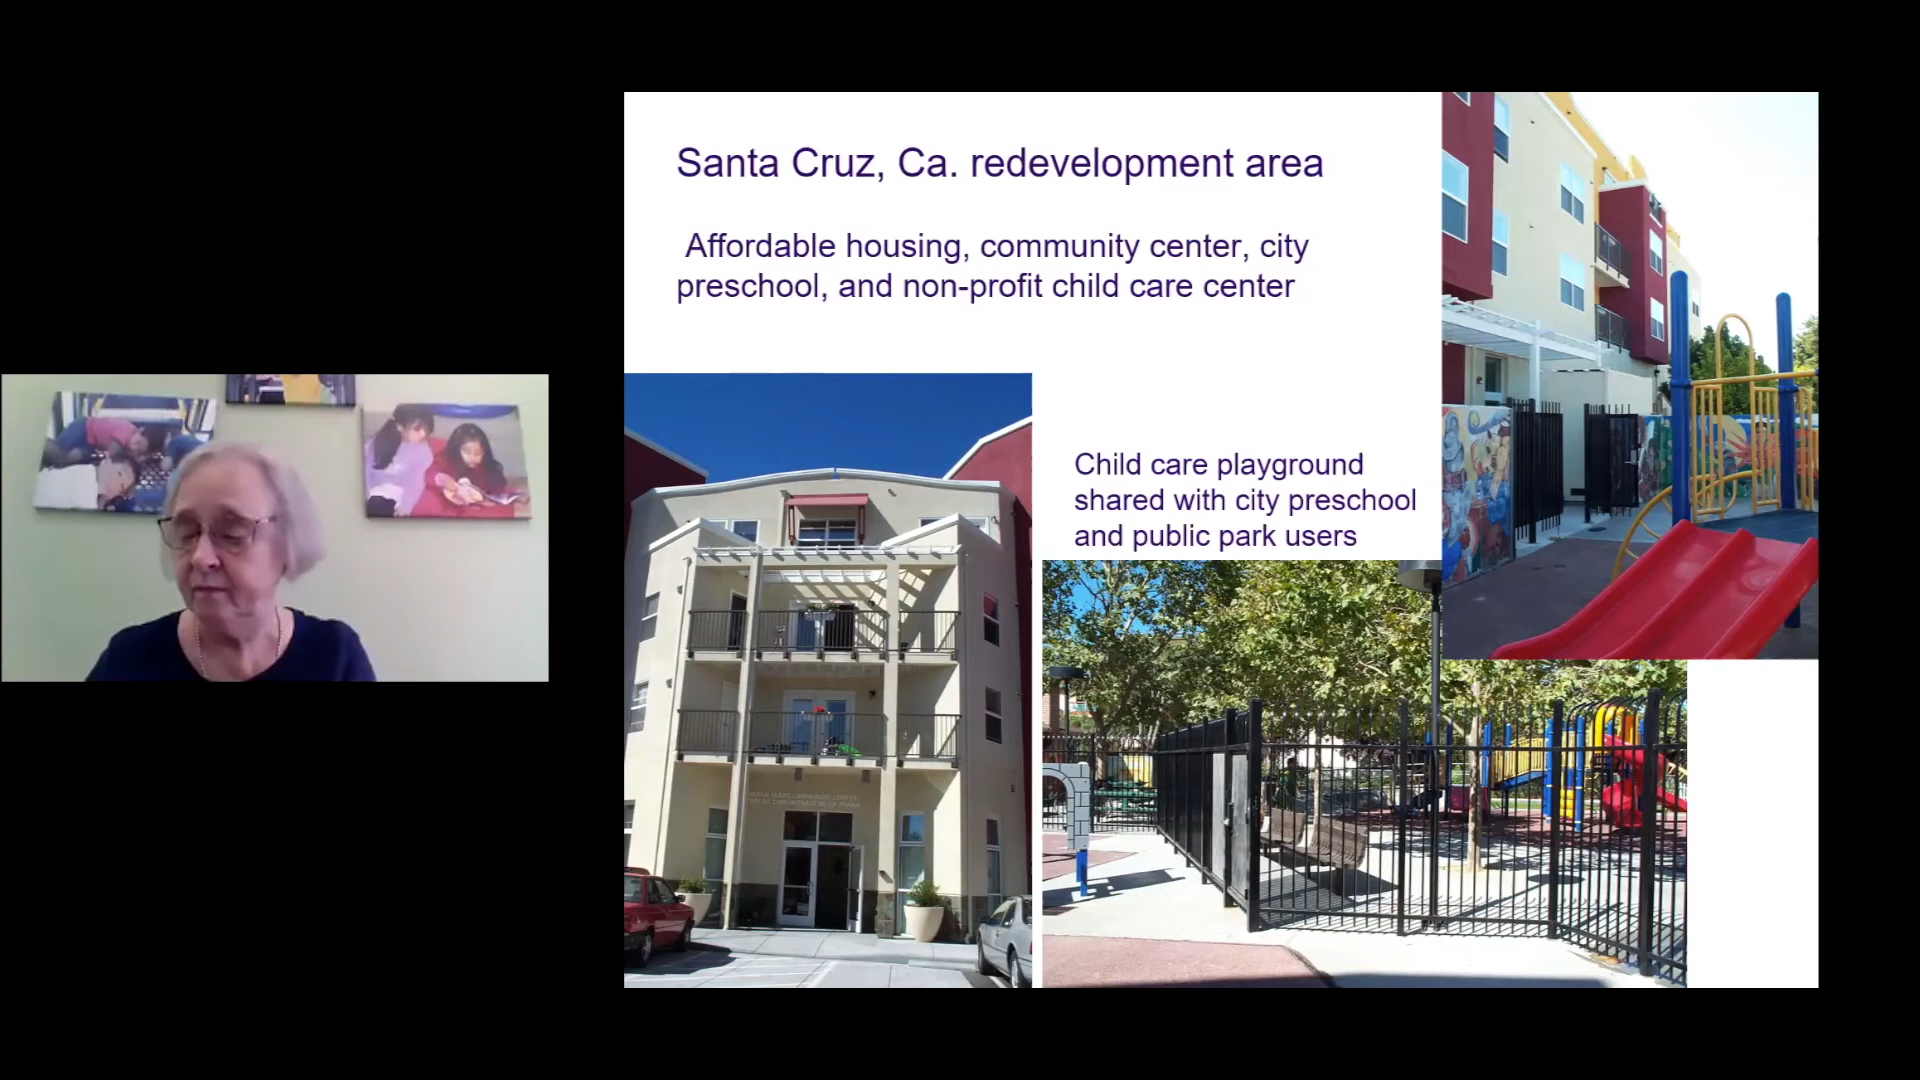 Santa Cruz, Ca. redevelopment area
Affordable housing, community center, city
preschool, and non-profit child care center
Child care playground
shared with city preschool
and public park users